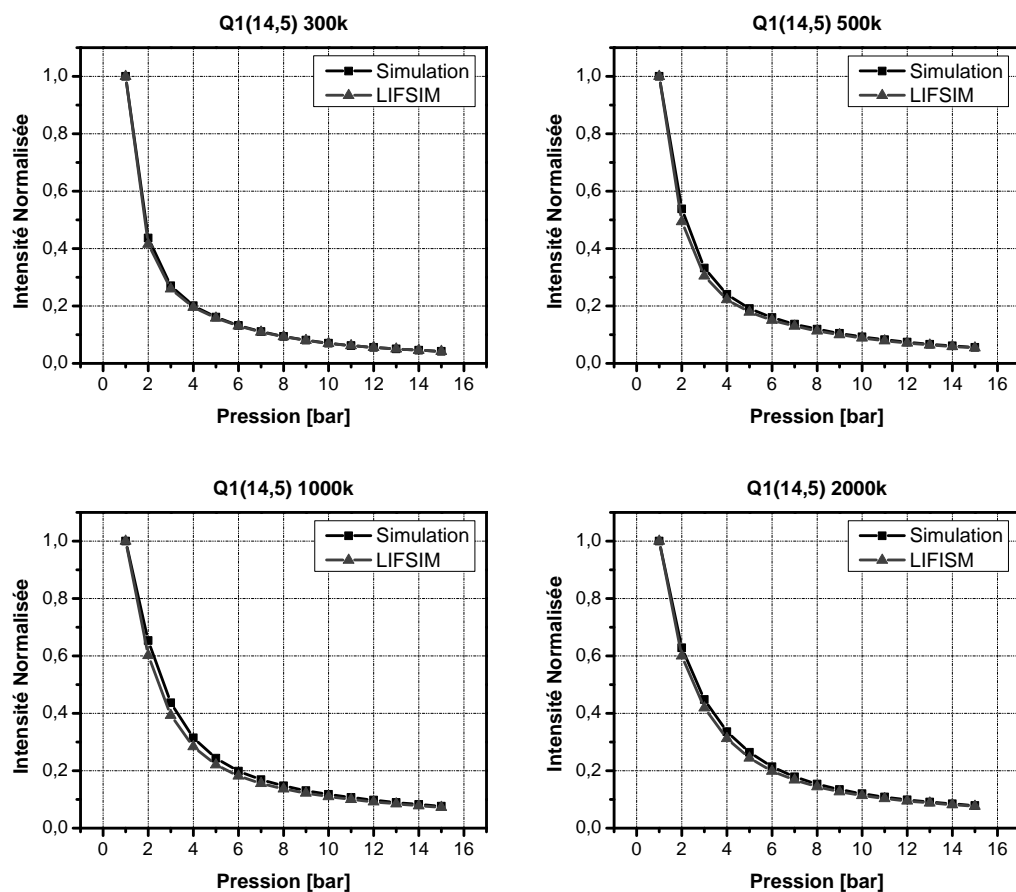 Q1(14,5) 300k
Simulation
LIFSIM
Intensité Normalisée
1,0
0,8
0,6
0,4
0,2
0,0
0 2 4 6 8 10 12 14 16
Pression [bar]
Q1(14,5) 500k
Simulation
LIFSIM
Intensité Normalisée
1,0
0,8
0,6
0,4
0,2
0,0
0 2 4 6 8 10 12 14 16
Pression [bar]
Q1(14,5) 1000k
Simulation
LIFSIM
Intensité Normalisée
1,0
0,8
0,6
0,4
0,2
0,0
0 2 4 6 8 10 12 14 16
Pression [bar]
Q1(14,5) 2000k
Simulation
LIFISM
Intensité Normalisée
1,0
0,8
0,6
0,4
0,2
0,0
0 2 4 6 8 10 12 14 16
Pression [bar]